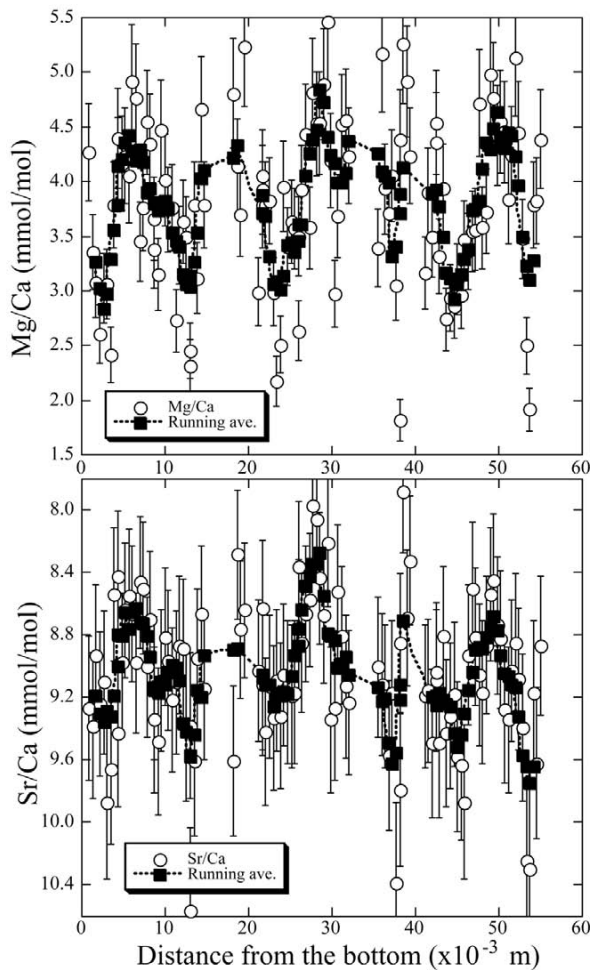 5.5
5.0
4.5
4.0
3.5
3.0
2.5
2.0
1.5
Mg/Ca (mmol/mol)
Mg/Ca
Running ave.
0 10 20 30 40 50 60
8.0
8.4
8.8
9.2
9.6
10.0
10.4
Sr/Ca (mmol/mol)
Sr/Ca
Running ave.
0 10 20 30 40 50 60
Distance from the bottom (x10-3 m)